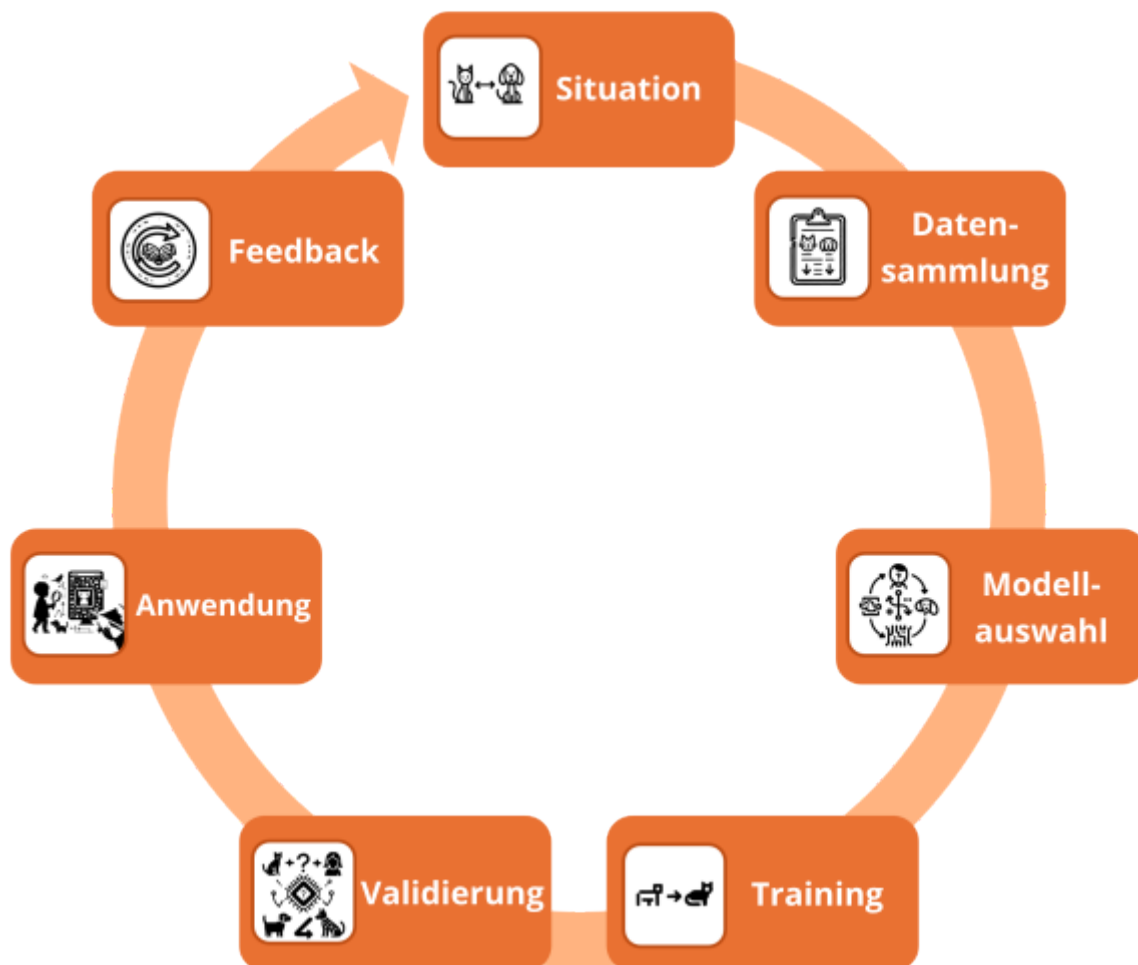 Situation
Daten-
sammlung
Modell-
auswahl
Training
Validierung
Anwendung
Feedback